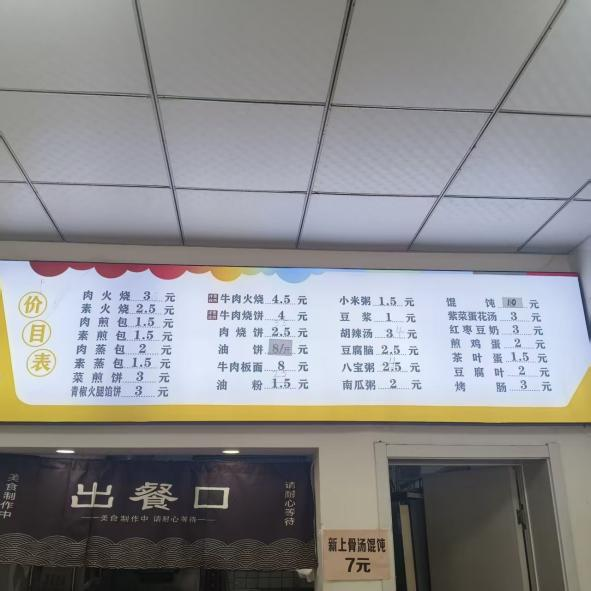 价目表
肉火烧 3 元
素火烧 2.5 元
肉煎包 1.5 元
素煎包 1.5 元
肉蒸包 2 元
素蒸包 1.5 元
菜煎饼 3 元
青椒火腿馅饼 3 元
牛肉火烧 4.5 元
牛肉烧饼 4 元
肉烧饼 2.5 元
油饼 8/元
牛肉板面 8 元
油粉 1.5 元
小米粥 1.5 元
豆浆 1 元
胡辣汤 3 元
豆腐脑 2.5 元
八宝粥 2.5 元
南瓜粥 2 元
馄饨 10 元
紫菜蛋花汤 3 元
红枣豆奶 3 元
煎鸡蛋 2 元
茶叶蛋 1.5 元
豆腐叶 2 元
烤肠 3 元
美食制作中
出餐口
美食制作中 请耐心等待
请耐心等待
新上骨汤馄饨
7元